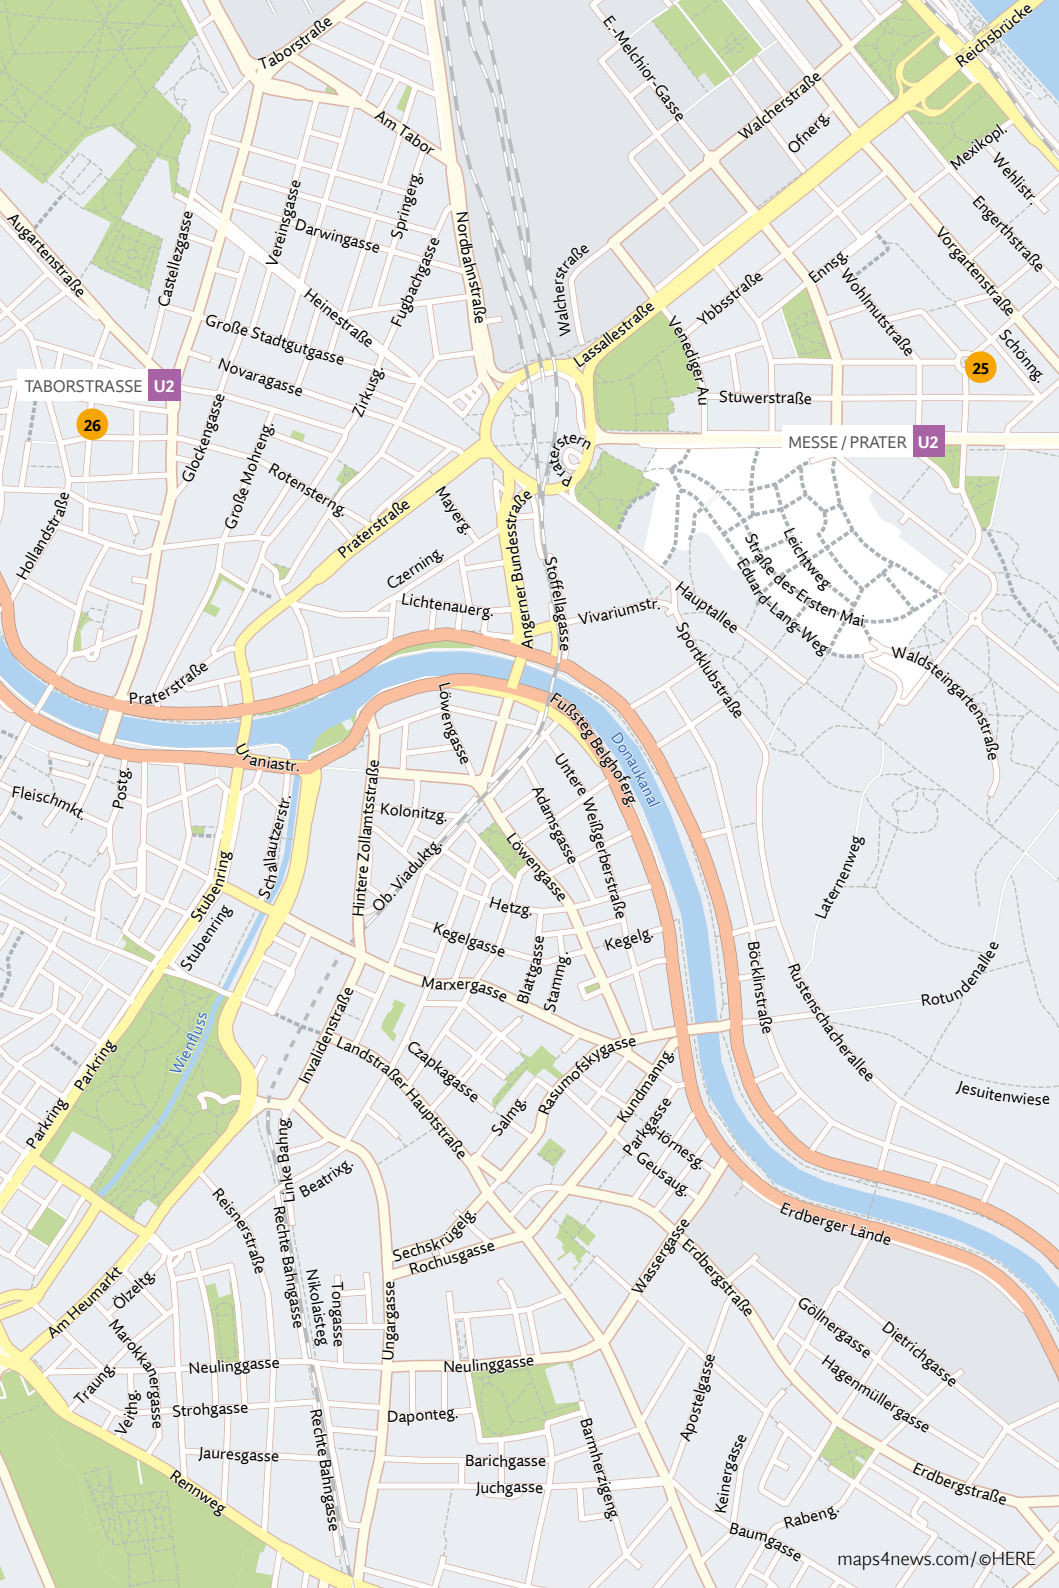 Taborstraße
E.-Melchior-Gasse
Reichsbrücke
Walcherstraße
Ofnerg.
Am Tabor
Mexikopl.
Wehlistr.
Engerthstraße
Vorgartenstraße
Augartenstraße
Castellezgasse
Vereinsgasse
Darwingasse
Springerg.
Fugbachgasse
Nordbahnstraße
Walcherstraße
Lassallestraße
Ybbsstraße
Ennsg.
Wohlmutstraße
Schönng.
Heinestraße
Große Stadtgutgasse
Novaragasse
Zirkusg.
Venediger Au
Stuwerstraße
25
TABORSTRASSE U2
26
MESSE / PRATER U2
Glockengasse
Große Mohreng.
Rotensterng.
Praterstern
Praterstraße
Mayerg.
Angerner Bundesstraße
Hollandstraße
Czerning.
Lichtenauerg.
Stoffellagasse
Vivariumstr.
Hauptallee
Leichtweg
Straße des Ersten Mai
Eduard-Lang-Weg
Sportklubstraße
Waldsteingartenstraße
Praterstraße
Uraniastr.
Löwengasse
Fußsteg Belghoferg.
Donaukanal
Fleischmkt.
Postg.
Schallautzerstr.
Hintere Zollamtsstraße
Kolonitzg.
Ob. Viaduktg.
Adamsgasse
Untere Weißgerberstraße
Löwengasse
Stubenring
Stubenring
Hetzg.
Kegelgasse
Kegelg.
Blattgasse
Stammg.
Marxergasse
Laternenweg
Böcklinstraße
Rustenschacherallee
Rotundenallee
Jesuitenwiese
Wienfluss
Parkring
Parkring
Invalidenstraße
Landstraßer Hauptstraße
Czapkagasse
Salmg.
Rasumofskygasse
Kundmanng.
Parkgasse
Hörnesg.
Geusaug.
Linke Bahng.
Beatrixg.
Reisnerstraße
Rechte Bahngasse
Sechskrügelg.
Rochusgasse
Wassergasse
Erdberger Lände
Erdbergstraße
Am Heumarkt
Ölzeltg.
Nikolaisteg
Tongasse
Ungargasse
Marokkanergasse
Neulinggasse
Neulinggasse
Traung.
Veithg.
Strohgasse
Daponteg.
Jauresgasse
Rechte Bahngasse
Rennweg
Barichgasse
Juchgasse
Barmherzigeng.
Apostelgasse
Keinergasse
Göllnergasse
Dietrichgasse
Hagenmüllergasse
Erdbergstraße
Rabeng.
Baumgasse
maps4news.com/©HERE